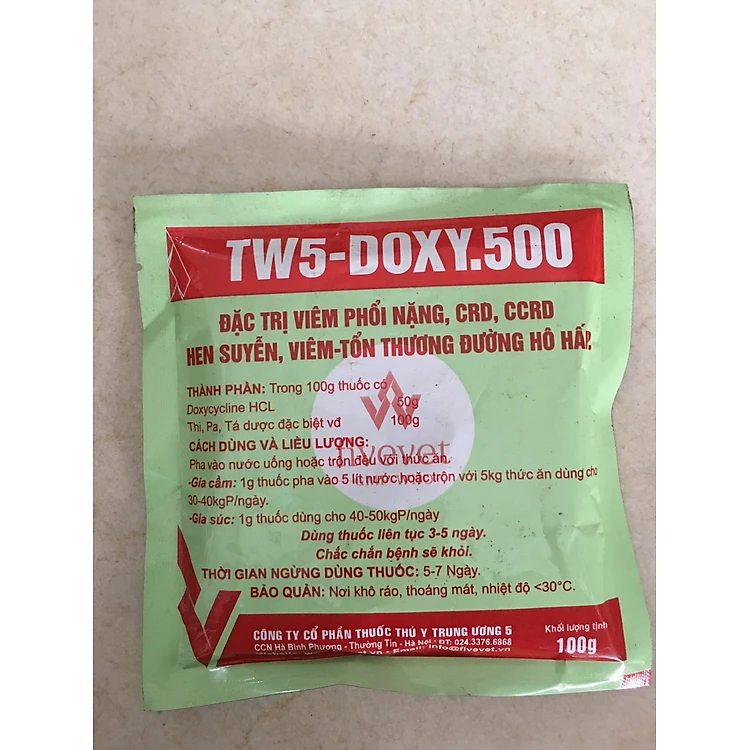 TW5-DOXY.500
ĐẶC TRỊ VIÊM PHỔI NẶNG, CRD, CCRD
HEN SUYỄN, VIÊM-TỔN THƯƠNG ĐƯỜNG HÔ HẤP
THÀNH PHẦN: Trong 100g thuốc có
Doxycycline HCL 50g
Thì, Pa, Tá dược đặc biệt vđ 100g
fivevet
CÁCH DÙNG VÀ LIỀU LƯỢNG:
Pha vào nước uống hoặc trộn đều với thức ăn.
-Gia cầm: 1g thuốc pha vào 5 lít nước hoặc trộn với 5kg thức ăn dùng cho
30-40kgP/ngày.
-Gia súc: 1g thuốc dùng cho 40-50kgP/ngày
Dùng thuốc liên tục 3-5 ngày.
Chắc chắn bệnh sẽ khỏi.
THỜI GIAN NGỪNG DÙNG THUỐC: 5-7 Ngày.
BẢO QUẢN: Nơi khô ráo, thoáng mát, nhiệt độ <30°C.
CÔNG TY CỔ PHẦN THUỐC THÚ Y TRUNG ƯƠNG 5
CCN Hà Bình Phương - Thường Tín - Hà Nội * ĐT: 024.3376.6868
Email: info@fivevet.vn
Khối lượng tịnh
100g